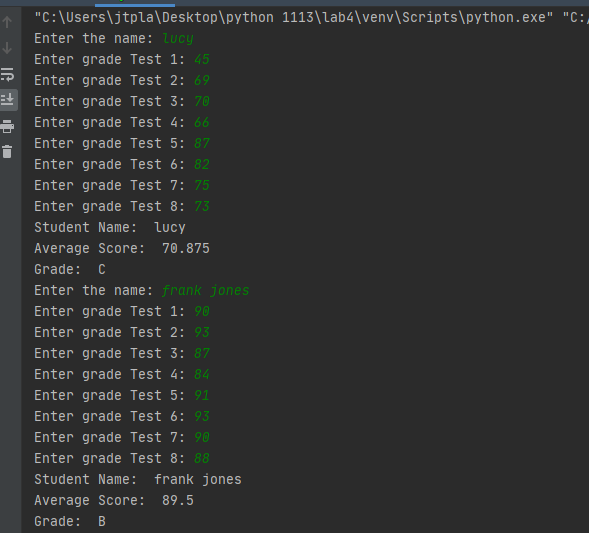 "C:\Users\jtpla\Desktop\python 1113\lab4\venv\Scripts\python.exe" "C:/
Enter the name: lucy
Enter grade Test 1: 45
Enter grade Test 2: 69
Enter grade Test 3: 70
Enter grade Test 4: 66
Enter grade Test 5: 87
Enter grade Test 6: 82
Enter grade Test 7: 75
Enter grade Test 8: 73
Student Name:  lucy
Average Score:  70.875
Grade:  C
Enter the name: frank jones
Enter grade Test 1: 90
Enter grade Test 2: 93
Enter grade Test 3: 87
Enter grade Test 4: 84
Enter grade Test 5: 91
Enter grade Test 6: 93
Enter grade Test 7: 90
Enter grade Test 8: 88
Student Name:  frank jones
Average Score:  89.5
Grade:  B